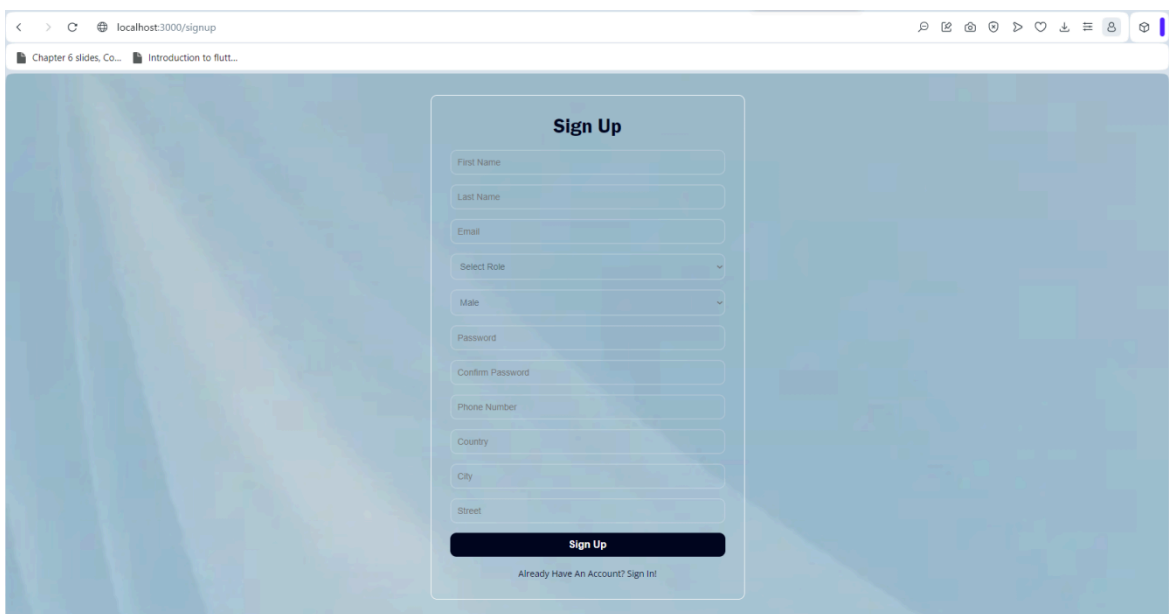 localhost:3000/signup
Chapter 6 slides, Co... Introduction to flutt...
Sign Up
First Name
Last Name
Email
Select Role
Male
Password
Confirm Password
Phone Number
Country
City
Street
Sign Up
Already Have An Account? Sign In!